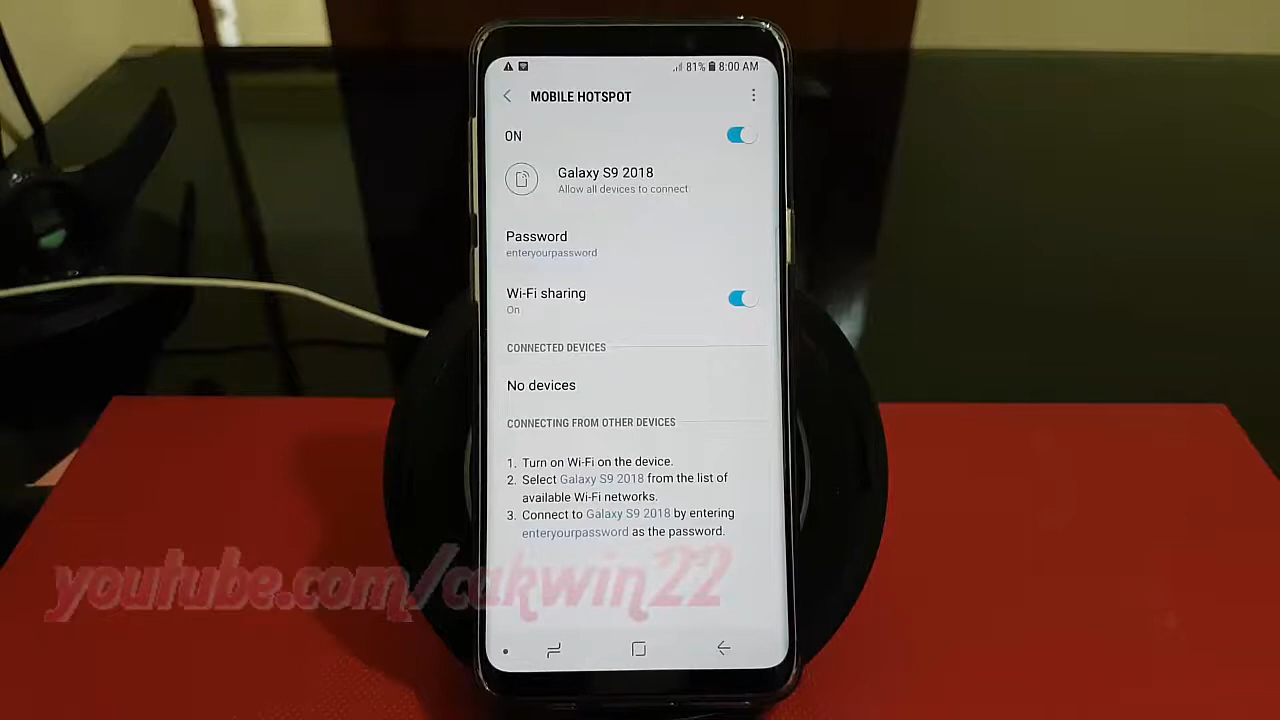 81% 8:00 AM
MOBILE HOTSPOT
ON
Galaxy S9 2018
Allow all devices to connect
Password
enteryourpassword
Wi-Fi sharing
On
CONNECTED DEVICES
No devices
CONNECTING FROM OTHER DEVICES
1. Turn on Wi-Fi on the device.
2. Select Galaxy S9 2018 from the list of
available Wi-Fi networks.
3. Connect to Galaxy S9 2018 by entering
enteryourpassword as the password.
youtube.com/cakwin22